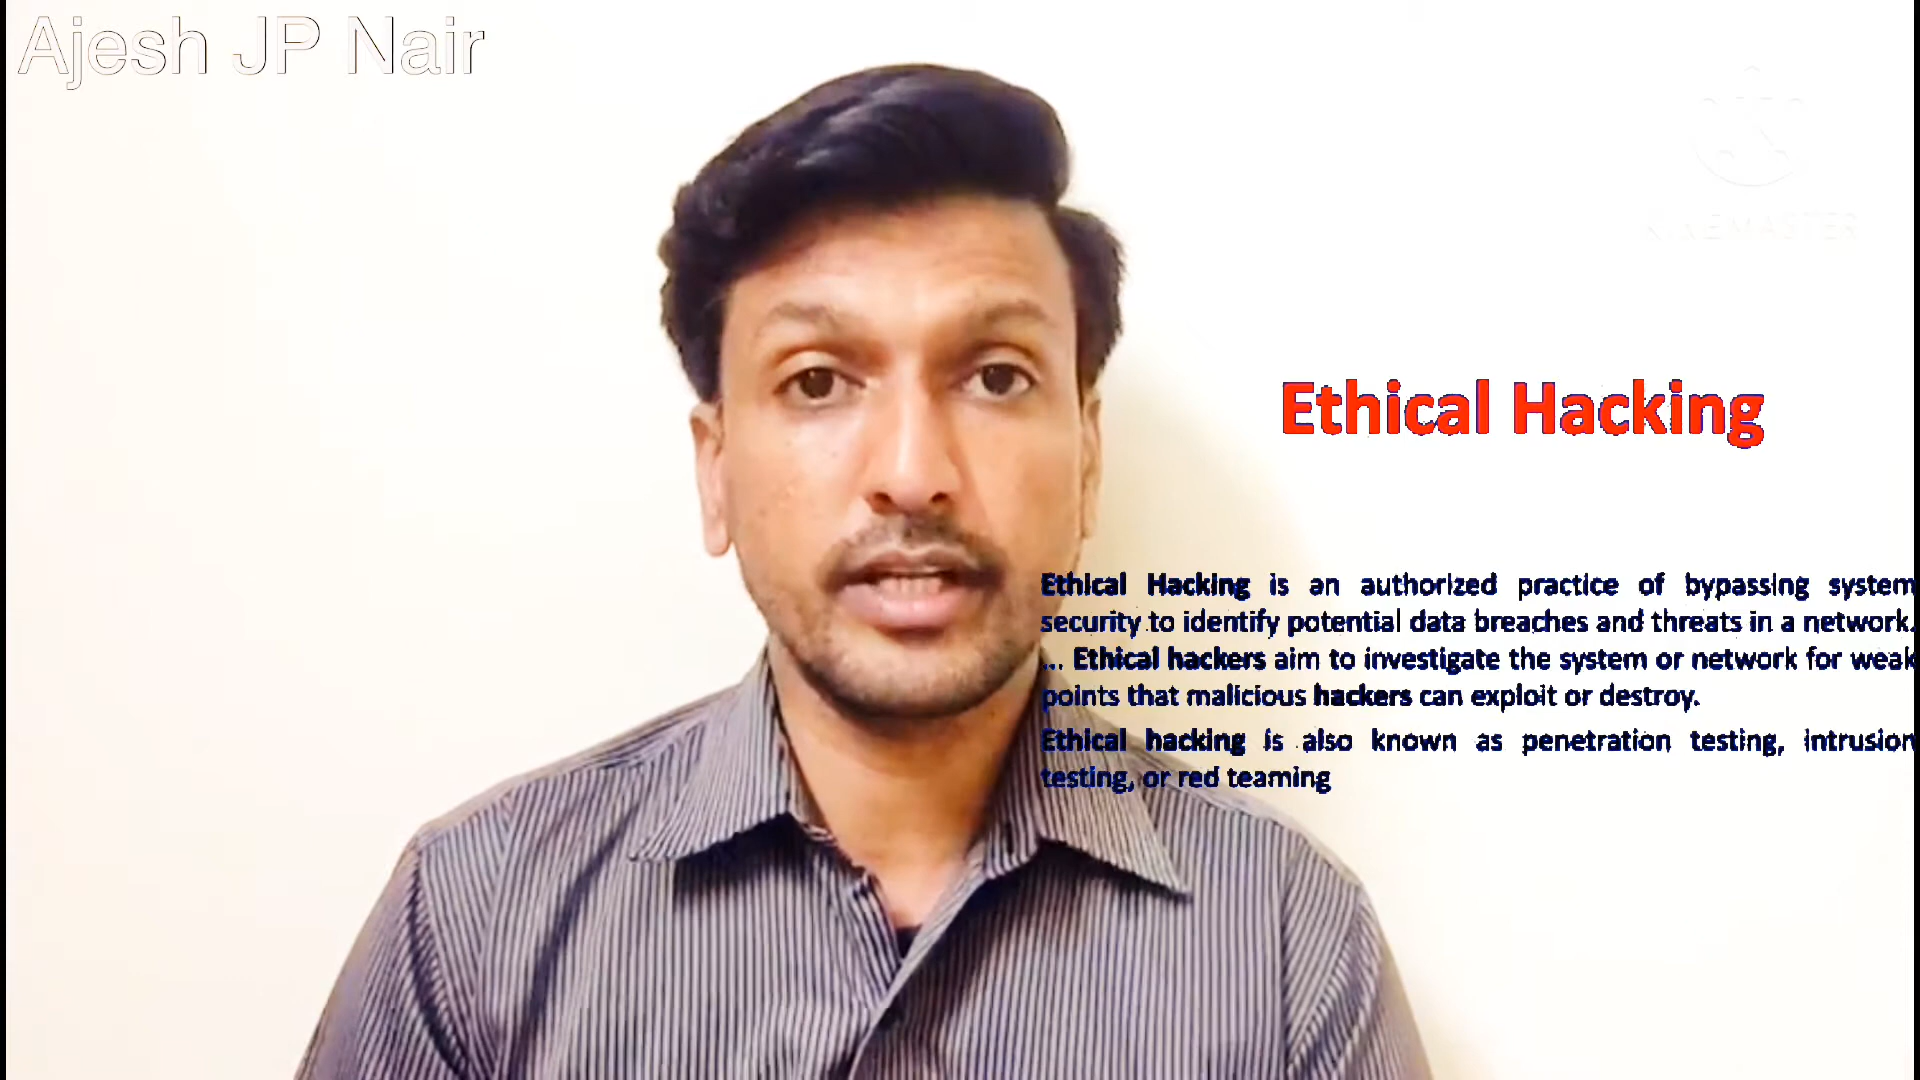 Ajesh JP Nair
KINEMASTER
Ethical Hacking
Ethical Hacking is an authorized practice of bypassing system
security to identify potential data breaches and threats in a network.
... Ethical hackers aim to investigate the system or network for weak
points that malicious hackers can exploit or destroy.
Ethical hacking is also known as penetration testing, intrusion
testing, or red teaming